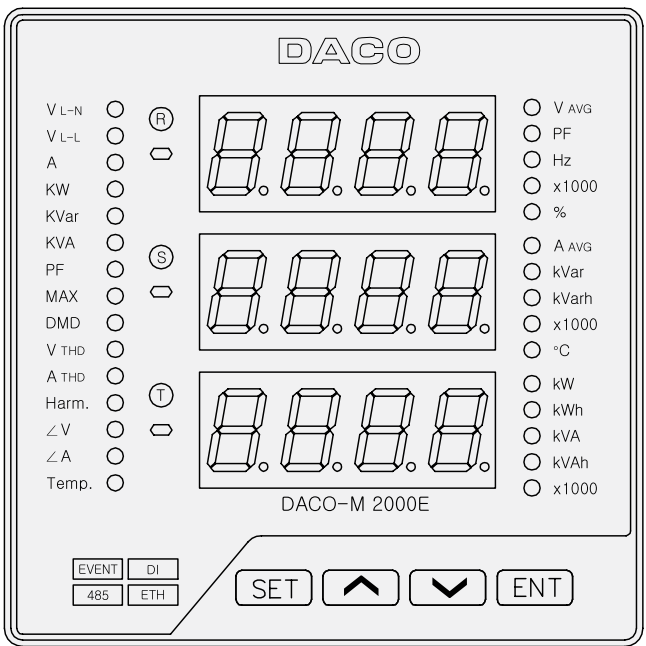 DACO
V L-N
V L-L
A
KW
KVar
KVA
PF
MAX
DMD
V THD
A THD
Harm.
∠V
∠A
Temp.
R
S
T
V AVG
PF
Hz
x1000
%
A AVG
kVar
kVarh
x1000
°C
kW
kWh
kVA
kVAh
x1000
DACO-M 2000E
EVENT DI
485 ETH
SET ENT